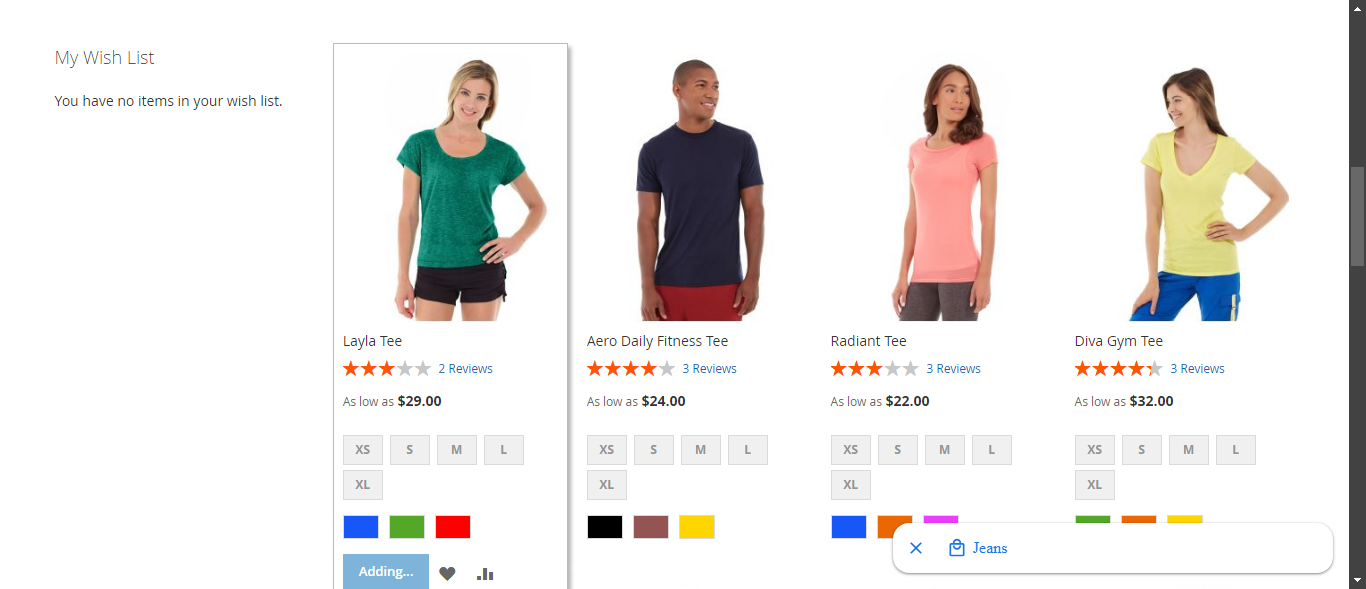 My Wish List
You have no items in your wish list.
Layla Tee
2 Reviews
As low as $29.00
XS S M L
XL
Adding...
Aero Daily Fitness Tee
3 Reviews
As low as $24.00
XS S M L
XL
Radiant Tee
3 Reviews
As low as $22.00
XS S M L
XL
Diva Gym Tee
3 Reviews
As low as $32.00
XS S M L
XL
Jeans